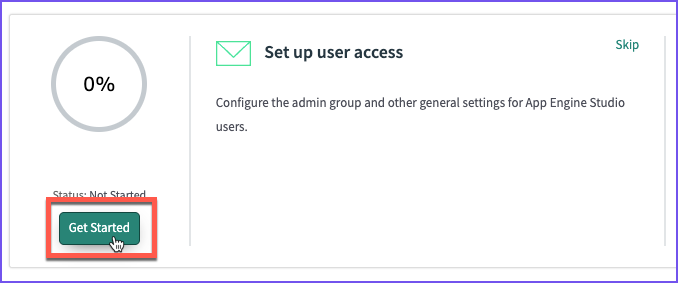 0%
Status: Not Started
Get Started
Set up user access
Skip
Configure the admin group and other general settings for App Engine Studio
users.